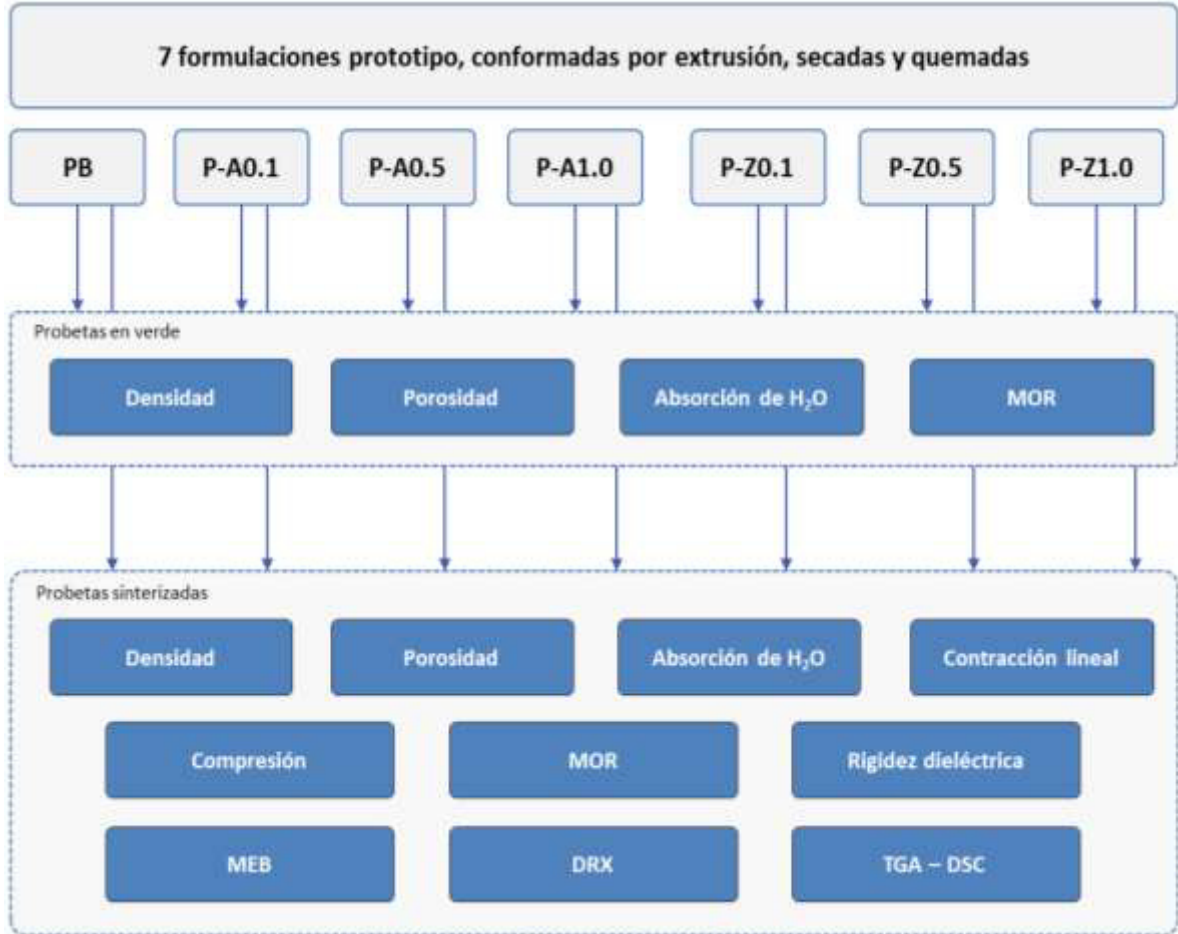 7 formulaciones prototipo, conformadas por extrusión, secadas y quemadas
PB
P-A0.1
P-A0.5
P-A1.0
P-Z0.1
P-Z0.5
P-Z1.0
Probetas en verde
Densidad
Porosidad
Absorción de H₂O
MOR
Probetas sinterizadas
Densidad
Porosidad
Absorción de H₂O
Contracción lineal
Compresión
MOR
Rigidez dieléctrica
MEB
DRX
TGA – DSC